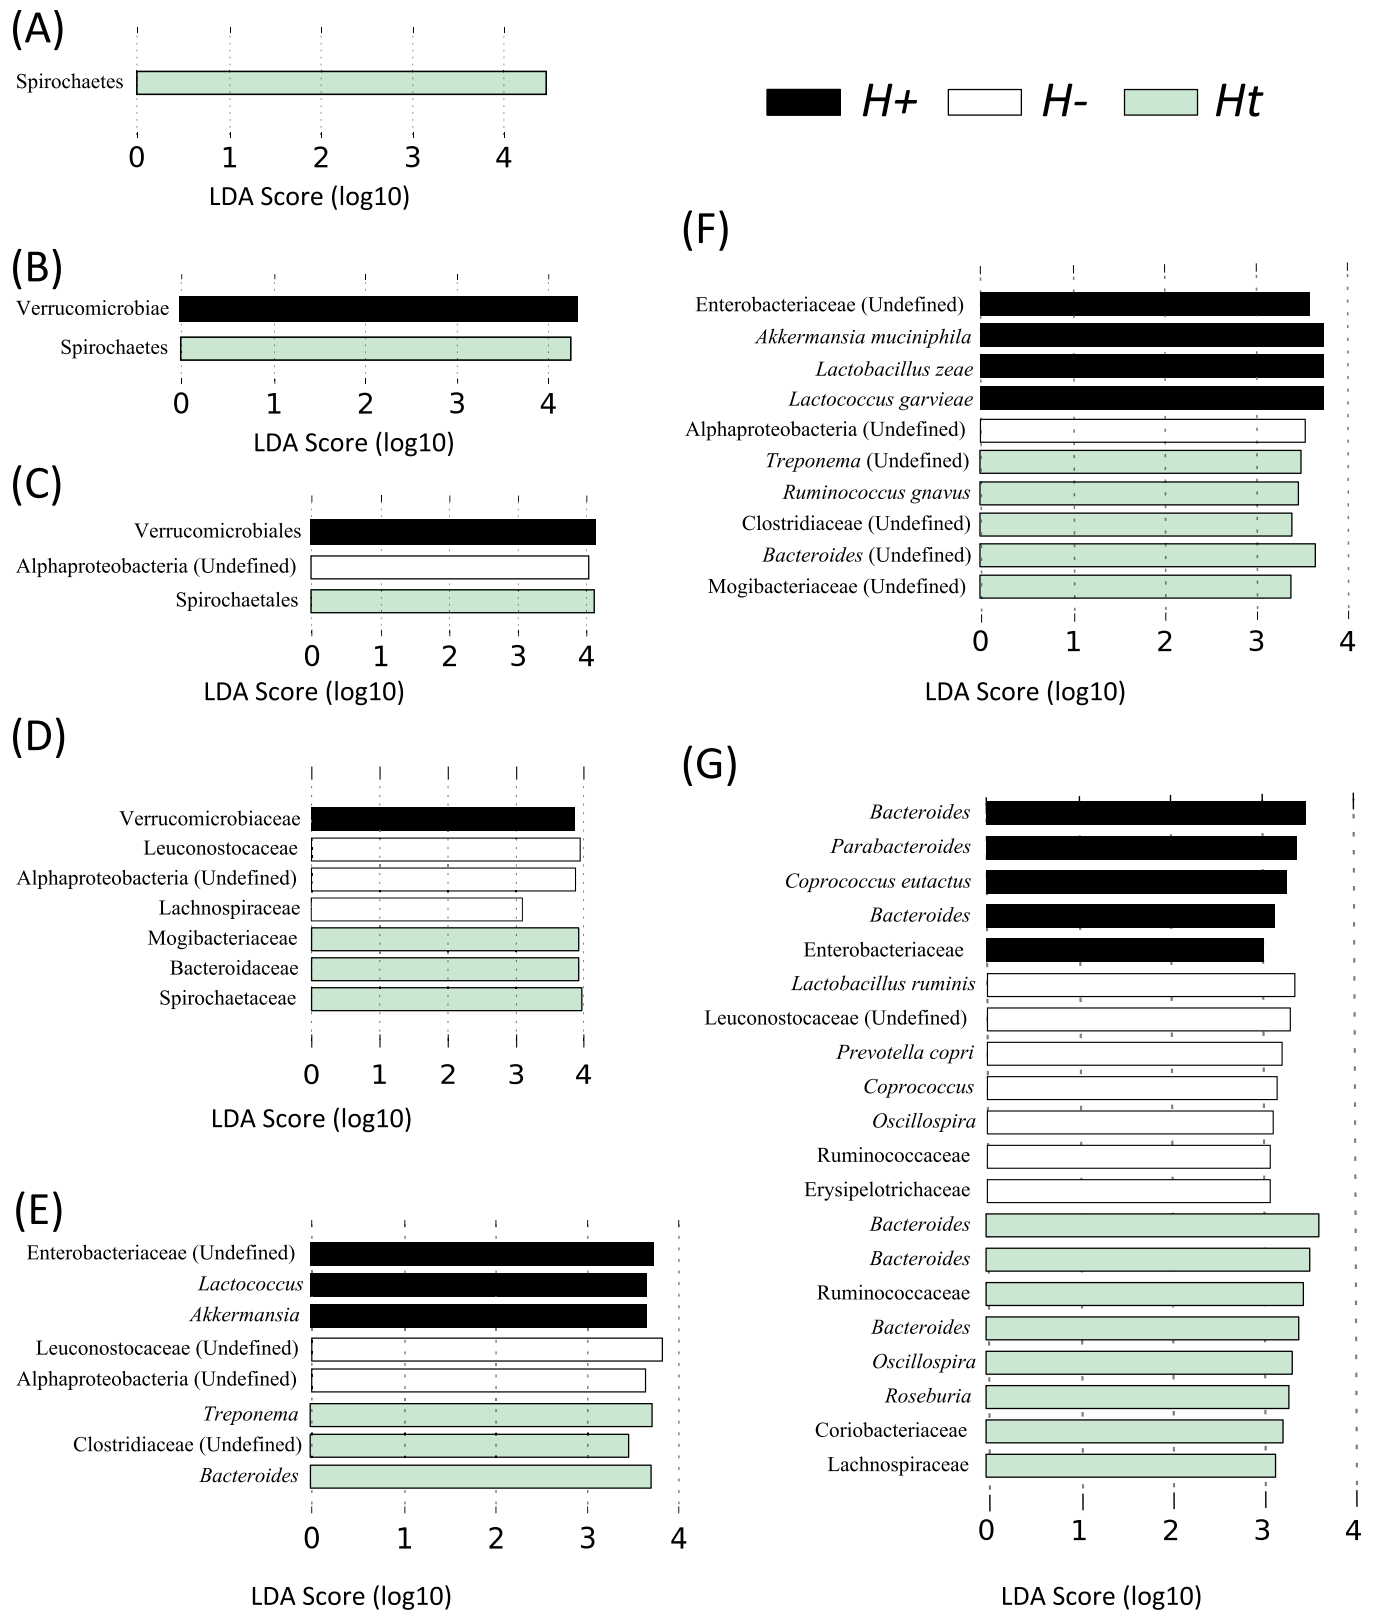 (A)
Spirochaetes
0 1 2 3 4
LDA Score (log10)
H+ H- Ht
(B)
Verrucomicrobiae
Spirochaetes
0 1 2 3 4
LDA Score (log10)
(C)
Verrucomicrobiales
Alphaproteobacteria (Undefined)
Spirochaetales
0 1 2 3 4
LDA Score (log10)
(D)
Verrucomicrobiaceae
Leuconostocaceae
Alphaproteobacteria (Undefined)
Lachnospiraceae
Mogibacteriaceae
Bacteroidaceae
Spirochaetaceae
0 1 2 3 4
LDA Score (log10)
(E)
Enterobacteriaceae (Undefined)
Lactococcus
Akkermansia
Leuconostocaceae (Undefined)
Alphaproteobacteria (Undefined)
Treponema
Clostridiaceae (Undefined)
Bacteroides
0 1 2 3 4
LDA Score (log10)
(F)
Enterobacteriaceae (Undefined)
Akkermansia muciniphila
Lactobacillus zeae
Lactococcus garvieae
Alphaproteobacteria (Undefined)
Treponema (Undefined)
Ruminococcus gnavus
Clostridiaceae (Undefined)
Bacteroides (Undefined)
Mogibacteriaceae (Undefined)
0 1 2 3 4
LDA Score (log10)
(G)
Bacteroides
Parabacteroides
Coprococcus eutactus
Bacteroides
Enterobacteriaceae
Lactobacillus ruminis
Leuconostocaceae (Undefined)
Prevotella copri
Coprococcus
Oscillospira
Ruminococcaceae
Erysipelotrichaceae
Bacteroides
Bacteroides
Ruminococcaceae
Bacteroides
Oscillospira
Roseburia
Coriobacteriaceae
Lachnospiraceae
0 1 2 3 4
LDA Score (log10)